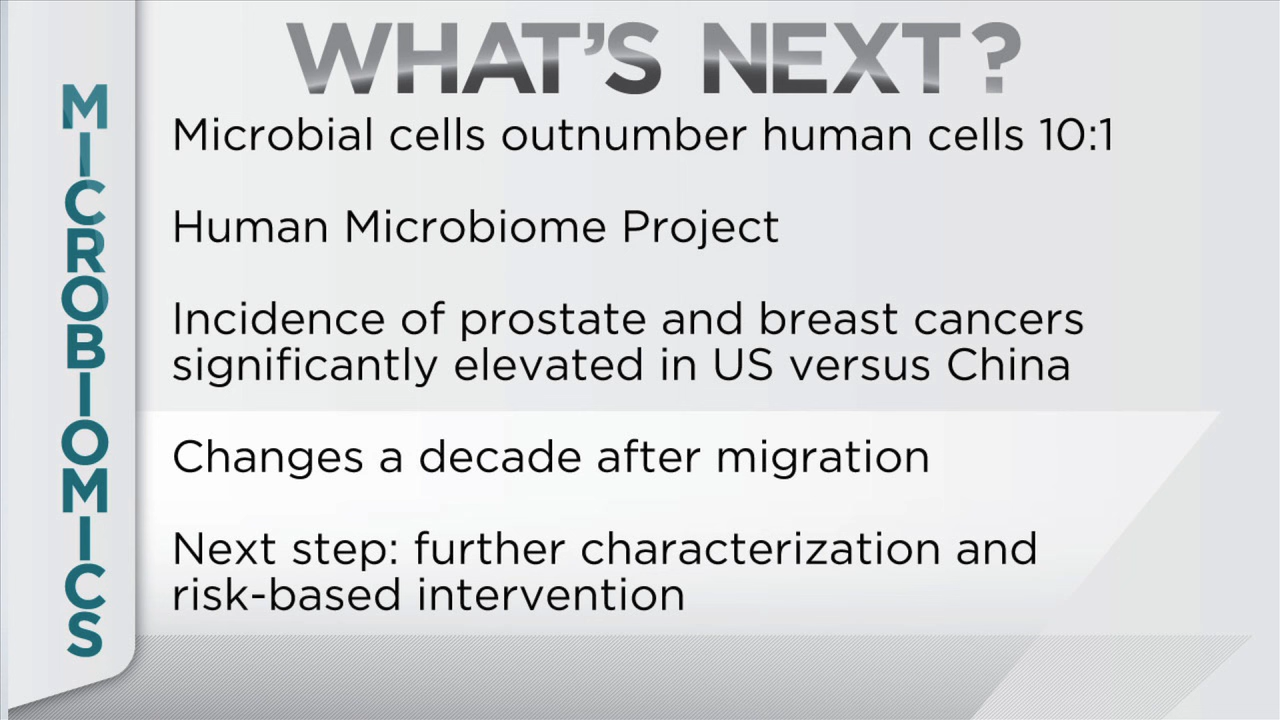 WHAT'S NEXT?
MICROBIOMICS
Microbial cells outnumber human cells 10:1
Human Microbiome Project
Incidence of prostate and breast cancers
significantly elevated in US versus China
Changes a decade after migration
Next step: further characterization and
risk-based intervention